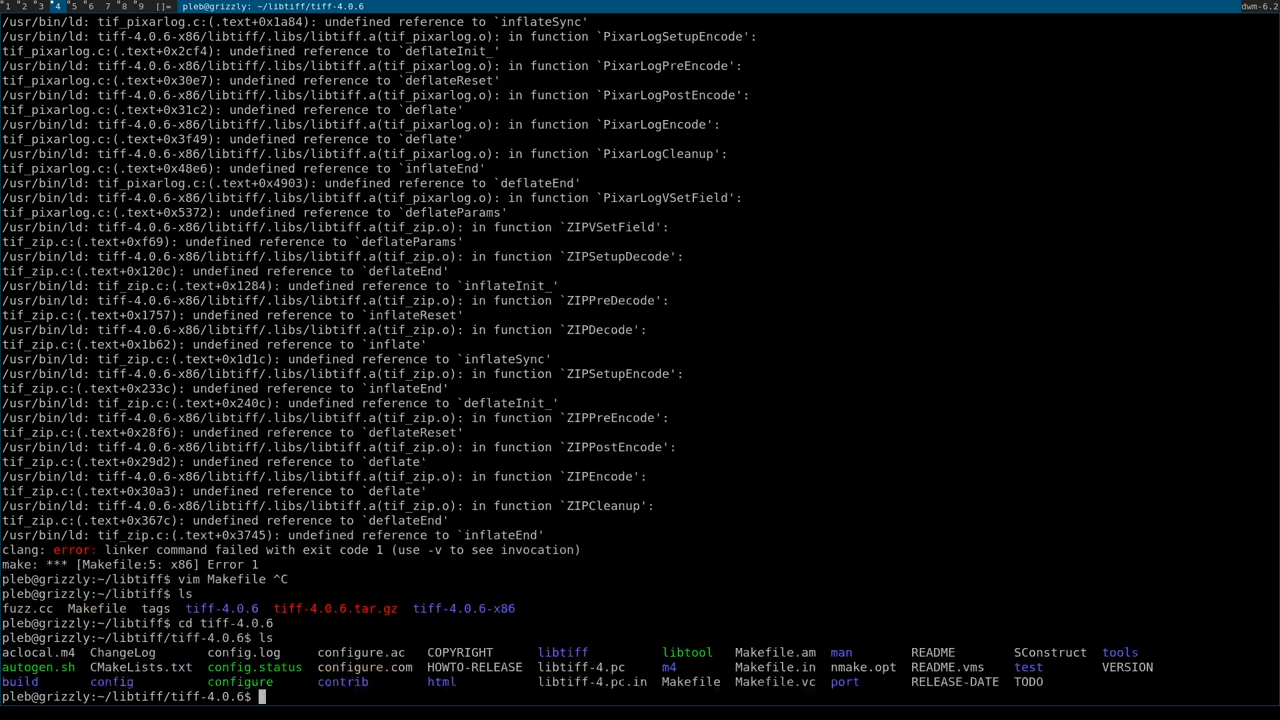 1 2 3 4 5 6 7 8 9 []= pleb@grizzly: ~/libtiff/tiff-4.0.6 dwm-6.2
tif_pixarlog.c:(.text+0x1a84): undefined reference to `inflateSync'
/usr/bin/ld: tiff-4.0.6-x86/libtiff/.libs/libtiff.a(tif_pixarlog.o): in function `PixarLogSetupEncode':
tif_pixarlog.c:(.text+0x2cf4): undefined reference to `deflateInit_'
/usr/bin/ld: tiff-4.0.6-x86/libtiff/.libs/libtiff.a(tif_pixarlog.o): in function `PixarLogPreEncode':
tif_pixarlog.c:(.text+0x30e7): undefined reference to `deflateReset'
/usr/bin/ld: tiff-4.0.6-x86/libtiff/.libs/libtiff.a(tif_pixarlog.o): in function `PixarLogPostEncode':
tif_pixarlog.c:(.text+0x31c2): undefined reference to `deflate'
/usr/bin/ld: tiff-4.0.6-x86/libtiff/.libs/libtiff.a(tif_pixarlog.o): in function `PixarLogEncode':
tif_pixarlog.c:(.text+0x3f49): undefined reference to `deflate'
/usr/bin/ld: tiff-4.0.6-x86/libtiff/.libs/libtiff.a(tif_pixarlog.o): in function `PixarLogCleanup':
tif_pixarlog.c:(.text+0x48e6): undefined reference to `inflateEnd'
/usr/bin/ld: tif_pixarlog.c:(.text+0x4903): undefined reference to `deflateEnd'
/usr/bin/ld: tiff-4.0.6-x86/libtiff/.libs/libtiff.a(tif_pixarlog.o): in function `PixarLogVSetField':
tif_pixarlog.c:(.text+0x5372): undefined reference to `deflateParams'
/usr/bin/ld: tiff-4.0.6-x86/libtiff/.libs/libtiff.a(tif_zip.o): in function `ZIPVSetField':
tif_zip.c:(.text+0xf69): undefined reference to `deflateParams'
/usr/bin/ld: tiff-4.0.6-x86/libtiff/.libs/libtiff.a(tif_zip.o): in function `ZIPSetupDecode':
tif_zip.c:(.text+0x120c): undefined reference to `deflateEnd'
/usr/bin/ld: tif_zip.c:(.text+0x1284): undefined reference to `inflateInit_'
/usr/bin/ld: tiff-4.0.6-x86/libtiff/.libs/libtiff.a(tif_zip.o): in function `ZIPPreDecode':
tif_zip.c:(.text+0x1757): undefined reference to `inflateReset'
/usr/bin/ld: tiff-4.0.6-x86/libtiff/.libs/libtiff.a(tif_zip.o): in function `ZIPDecode':
tif_zip.c:(.text+0x1b62): undefined reference to `inflate'
/usr/bin/ld: tif_zip.c:(.text+0x1d1c): undefined reference to `inflateSync'
/usr/bin/ld: tiff-4.0.6-x86/libtiff/.libs/libtiff.a(tif_zip.o): in function `ZIPSetupEncode':
tif_zip.c:(.text+0x233c): undefined reference to `inflateEnd'
/usr/bin/ld: tif_zip.c:(.text+0x240c): undefined reference to `deflateInit_'
/usr/bin/ld: tiff-4.0.6-x86/libtiff/.libs/libtiff.a(tif_zip.o): in function `ZIPPreEncode':
tif_zip.c:(.text+0x28f6): undefined reference to `deflateReset'
/usr/bin/ld: tiff-4.0.6-x86/libtiff/.libs/libtiff.a(tif_zip.o): in function `ZIPPostEncode':
tif_zip.c:(.text+0x29d2): undefined reference to `deflate'
/usr/bin/ld: tiff-4.0.6-x86/libtiff/.libs/libtiff.a(tif_zip.o): in function `ZIPEncode':
tif_zip.c:(.text+0x30a3): undefined reference to `deflate'
/usr/bin/ld: tiff-4.0.6-x86/libtiff/.libs/libtiff.a(tif_zip.o): in function `ZIPCleanup':
tif_zip.c:(.text+0x367c): undefined reference to `deflateEnd'
/usr/bin/ld: tif_zip.c:(.text+0x3745): undefined reference to `inflateEnd'
clang: error: linker command failed with exit code 1 (use -v to see invocation)
make: *** [Makefile:5: x86] Error 1
pleb@grizzly:~/libtiff$ vim Makefile ^C
pleb@grizzly:~/libtiff$ ls
fuzz.cc Makefile tags tiff-4.0.6 tiff-4.0.6.tar.gz tiff-4.0.6-x86
pleb@grizzly:~/libtiff$ cd tiff-4.0.6
pleb@grizzly:~/libtiff/tiff-4.0.6$ ls
aclocal.m4 ChangeLog config.log configure.ac COPYRIGHT libtiff libtool Makefile.am man README SConstruct tools
autogen.sh CMakeLists.txt config.status configure.com HOWTO-RELEASE libtiff-4.pc m4 Makefile.in nmake.opt README.vms test VERSION
build config configure contrib html libtiff-4.pc.in Makefile Makefile.vc port RELEASE-DATE TODO
pleb@grizzly:~/libtiff/tiff-4.0.6$